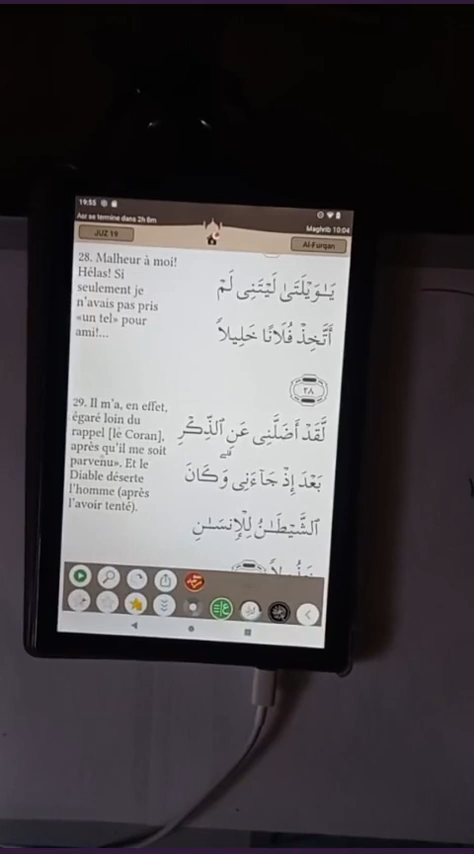 19:55
Asr se termine dans 2h 8m
Maghrib 10:04
JUZ 19
Al-Furqan
28. Malheur à moi!
Hélas! Si
seulement je
n'avais pas pris
«un tel» pour
ami!...
يَـٰوَيْلَتَىٰ لَيْتَنِى لَمْ
أَتَّخِذْ فُلَانًا خَلِيلًا
٢٨
29. Il m'a, en effet,
égaré loin du
rappel [le Coran],
après qu'il me soit
parvenu». Et le
Diable déserte
l'homme (après
l'avoir tenté).
لَّقَدْ أَضَلَّنِى عَنِ ٱلذِّكْرِ
بَعْدَ إِذْ جَآءَنِى وَكَانَ
ٱلشَّيْطَـٰنُ لِلْإِنسَـٰنِ